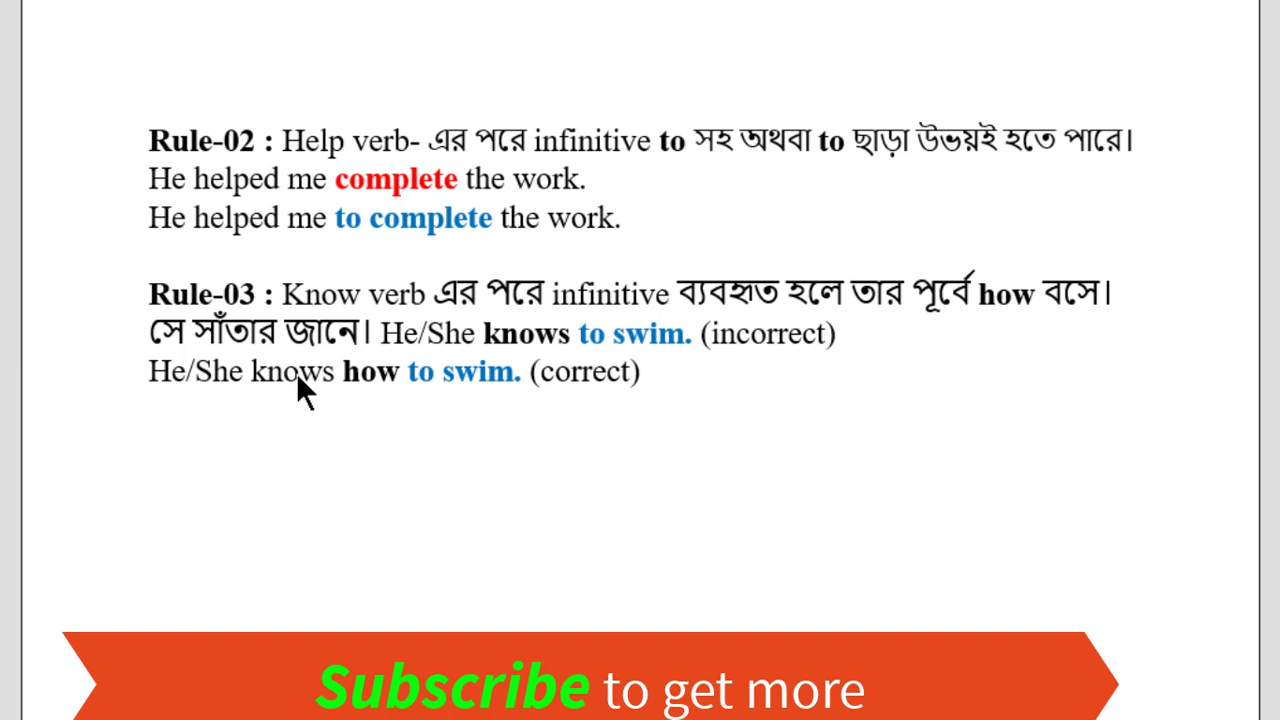 Rule-02 : Help verb- এর পরে infinitive to সহ অথবা to ছাড়া উভয়ই হতে পারে।
He helped me complete the work.
He helped me to complete the work.
Rule-03 : Know verb এর পরে infinitive ব্যবহৃত হলে তার পূর্বে how বসে।
সে সাঁতার জানে। He/She knows to swim. (incorrect)
He/She knows how to swim. (correct)
Subscribe to get more